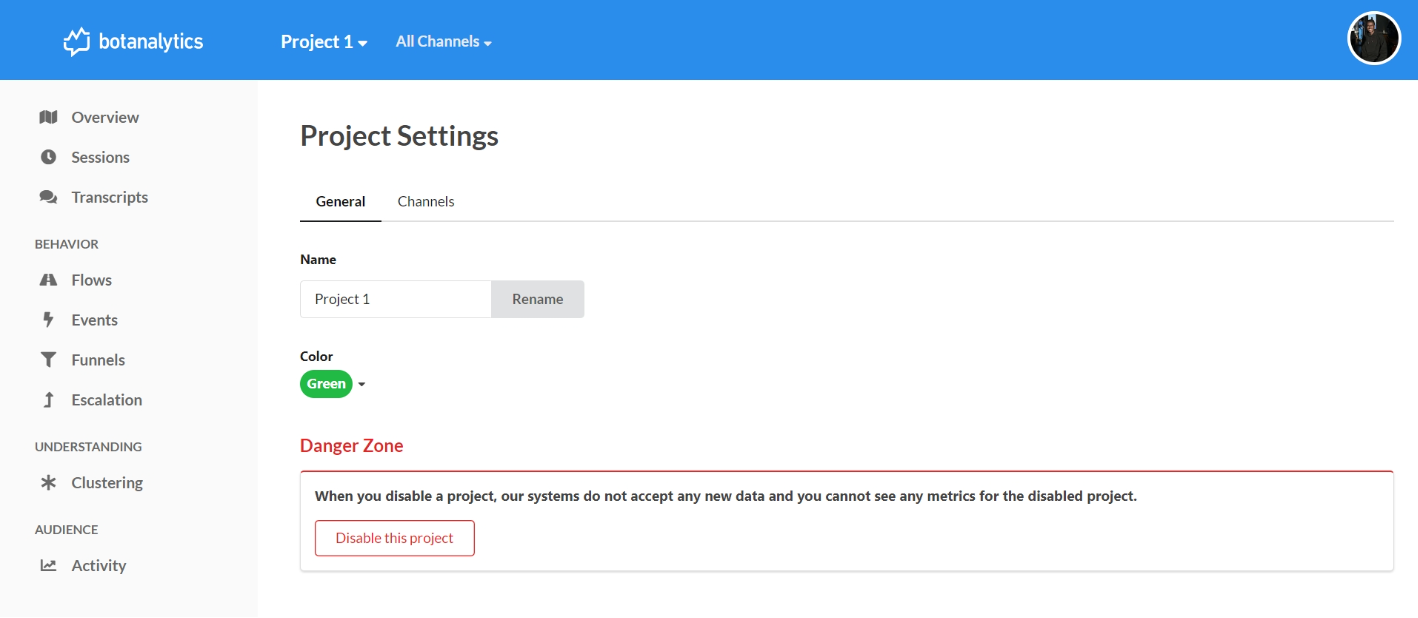 botanalytics
Project 1
All Channels
Overview
Sessions
Transcripts
BEHAVIOR
Flows
Events
Funnels
Escalation
UNDERSTANDING
Clustering
AUDIENCE
Activity
Project Settings
General Channels
Name
Project 1 Rename
Color
Green
Danger Zone
When you disable a project, our systems do not accept any new data and you cannot see any metrics for the disabled project.
Disable this project